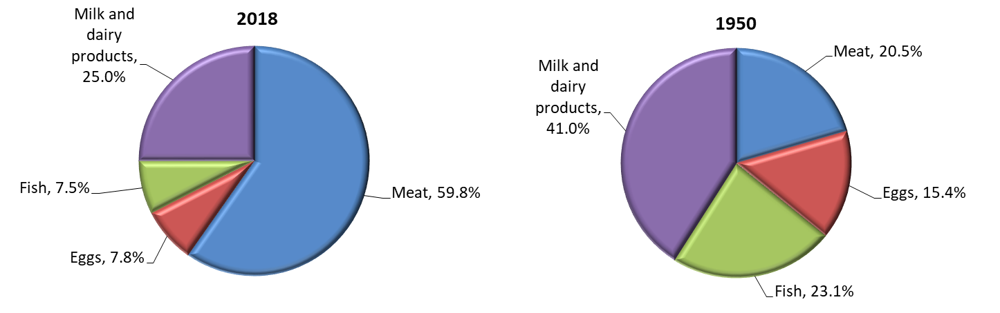 2018
Milk and
dairy
products,
25.0%
Fish, 7.5%
Eggs, 7.8%
Meat, 59.8%
1950
Meat, 20.5%
Milk and
dairy
products,
41.0%
Eggs, 15.4%
Fish, 23.1%